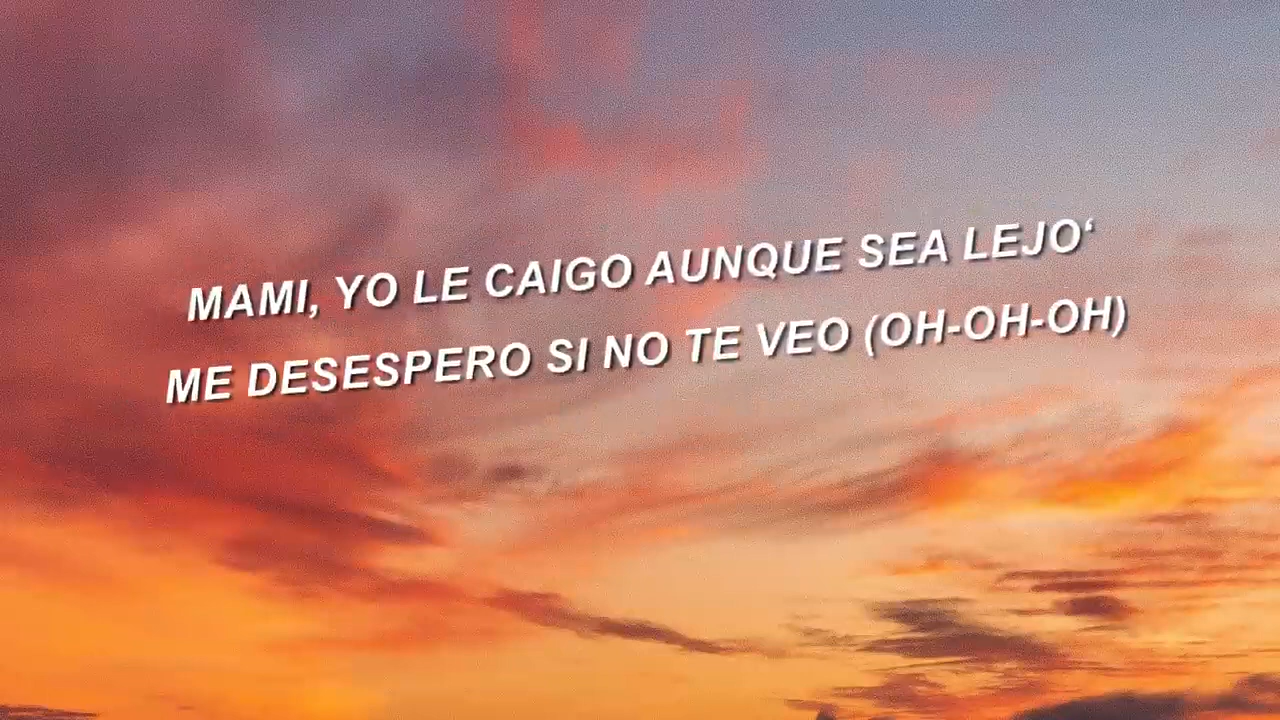 MAMI, YO LE CAIGO AUNQUE SEA LEJO‘
ME DESESPERO SI NO TE VEO (OH-OH-OH)